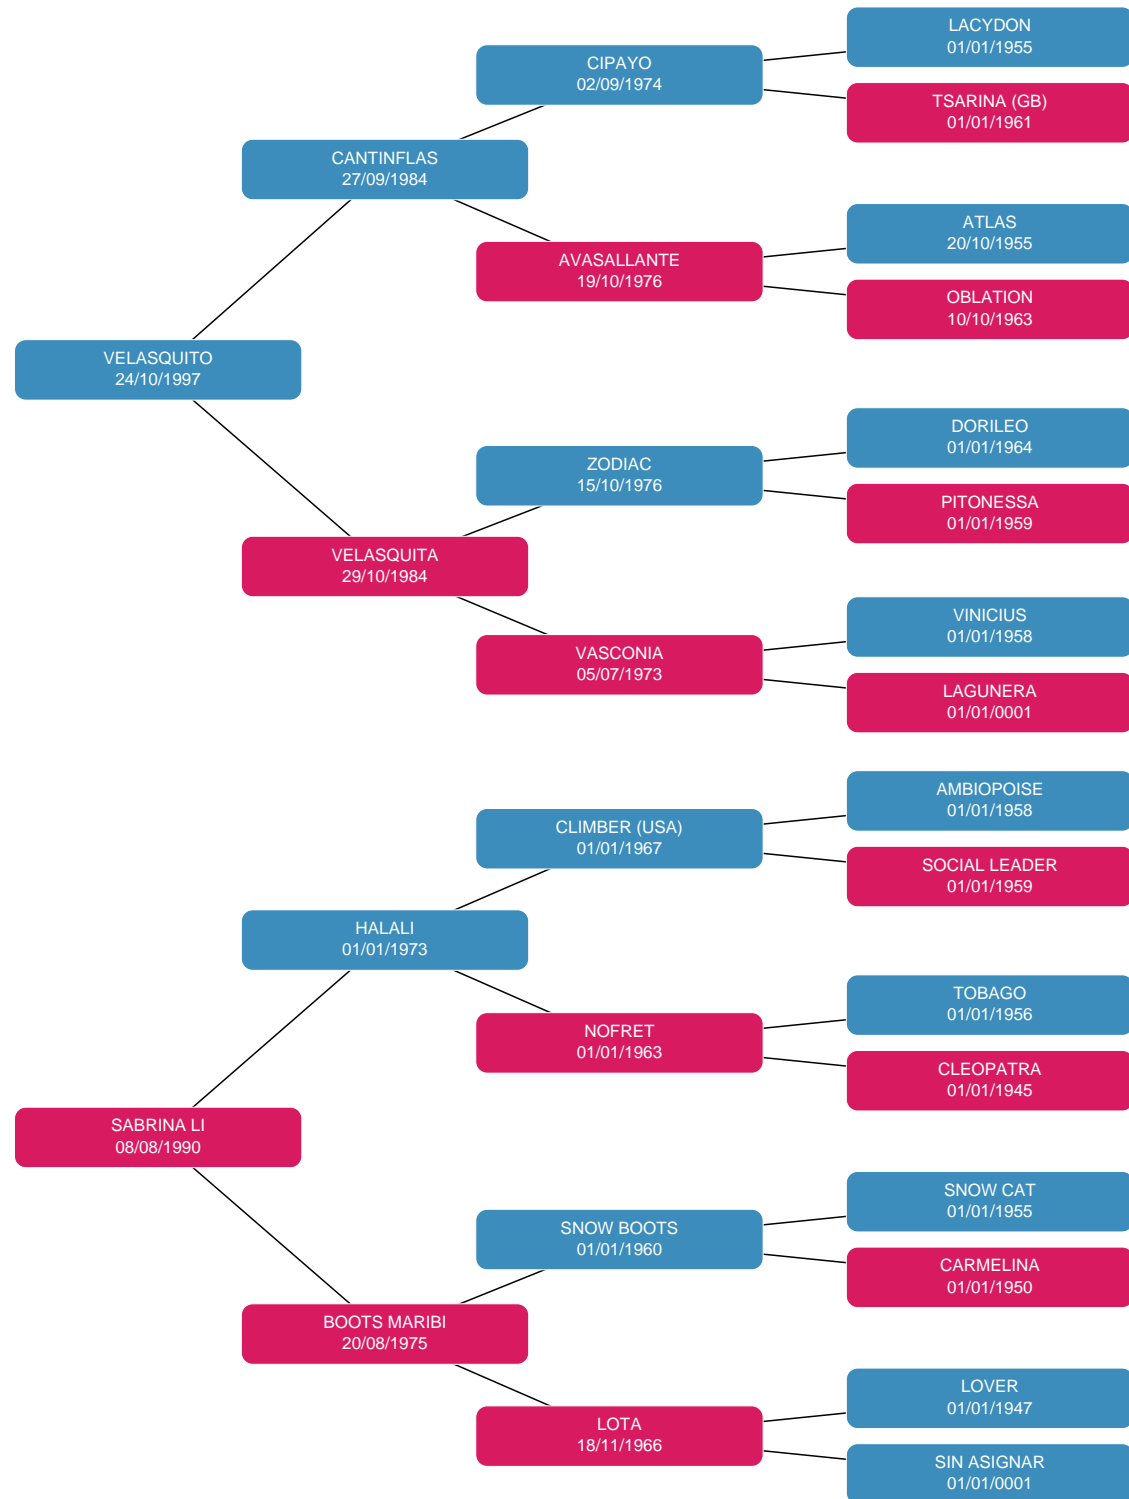 LACYDON
01/01/1955
CIPAYO
02/09/1974
TSARINA (GB)
01/01/1961
CANTINFLAS
27/09/1984
ATLAS
20/10/1955
AVASALLANTE
19/10/1976
OBLATION
10/10/1963
VELASQUITO
24/10/1997
DORILEO
01/01/1964
ZODIAC
15/10/1976
PITONESSA
01/01/1959
VELASQUITA
29/10/1984
VINICIUS
01/01/1958
VASCONIA
05/07/1973
LAGUNERA
01/01/0001
AMBIOPOISE
01/01/1958
CLIMBER (USA)
01/01/1967
SOCIAL LEADER
01/01/1959
HALALI
01/01/1973
TOBAGO
01/01/1956
NOFRET
01/01/1963
CLEOPATRA
01/01/1945
SABRINA LI
08/08/1990
SNOW CAT
01/01/1955
SNOW BOOTS
01/01/1960
CARMELINA
01/01/1950
BOOTS MARIBI
20/08/1975
LOVER
01/01/1947
LOTA
18/11/1966
SIN ASIGNAR
01/01/0001